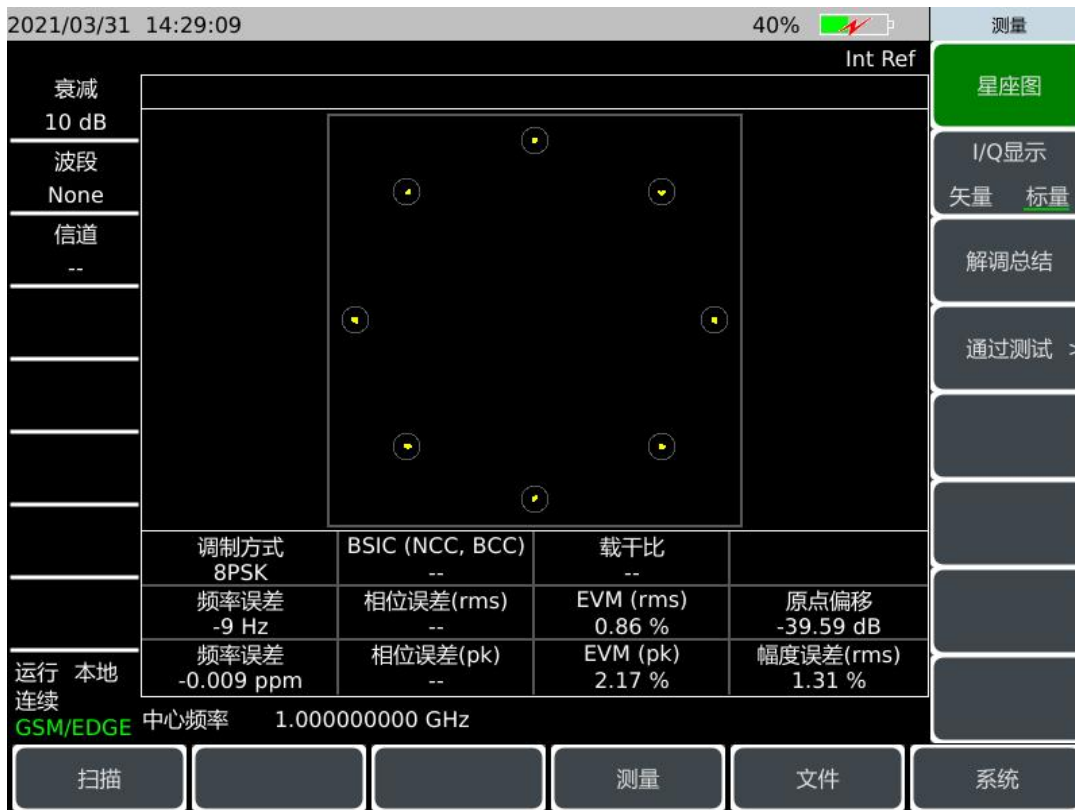 2021/03/31 14:29:09
40%
测量
Int Ref
衰减
10 dB
波段
None
信道
--
运行 本地
连续
GSM/EDGE
调制方式
8PSK
BSIC (NCC, BCC)
--
载干比
--
频率误差
-9 Hz
相位误差(rms)
--
EVM (rms)
0.86 %
原点偏移
-39.59 dB
频率误差
-0.009 ppm
相位误差(pk)
--
EVM (pk)
2.17 %
幅度误差(rms)
1.31 %
中心频率 1.000000000 GHz
星座图
I/Q显示
矢量 标量
解调总结
通过测试 >
扫描
测量
文件
系统